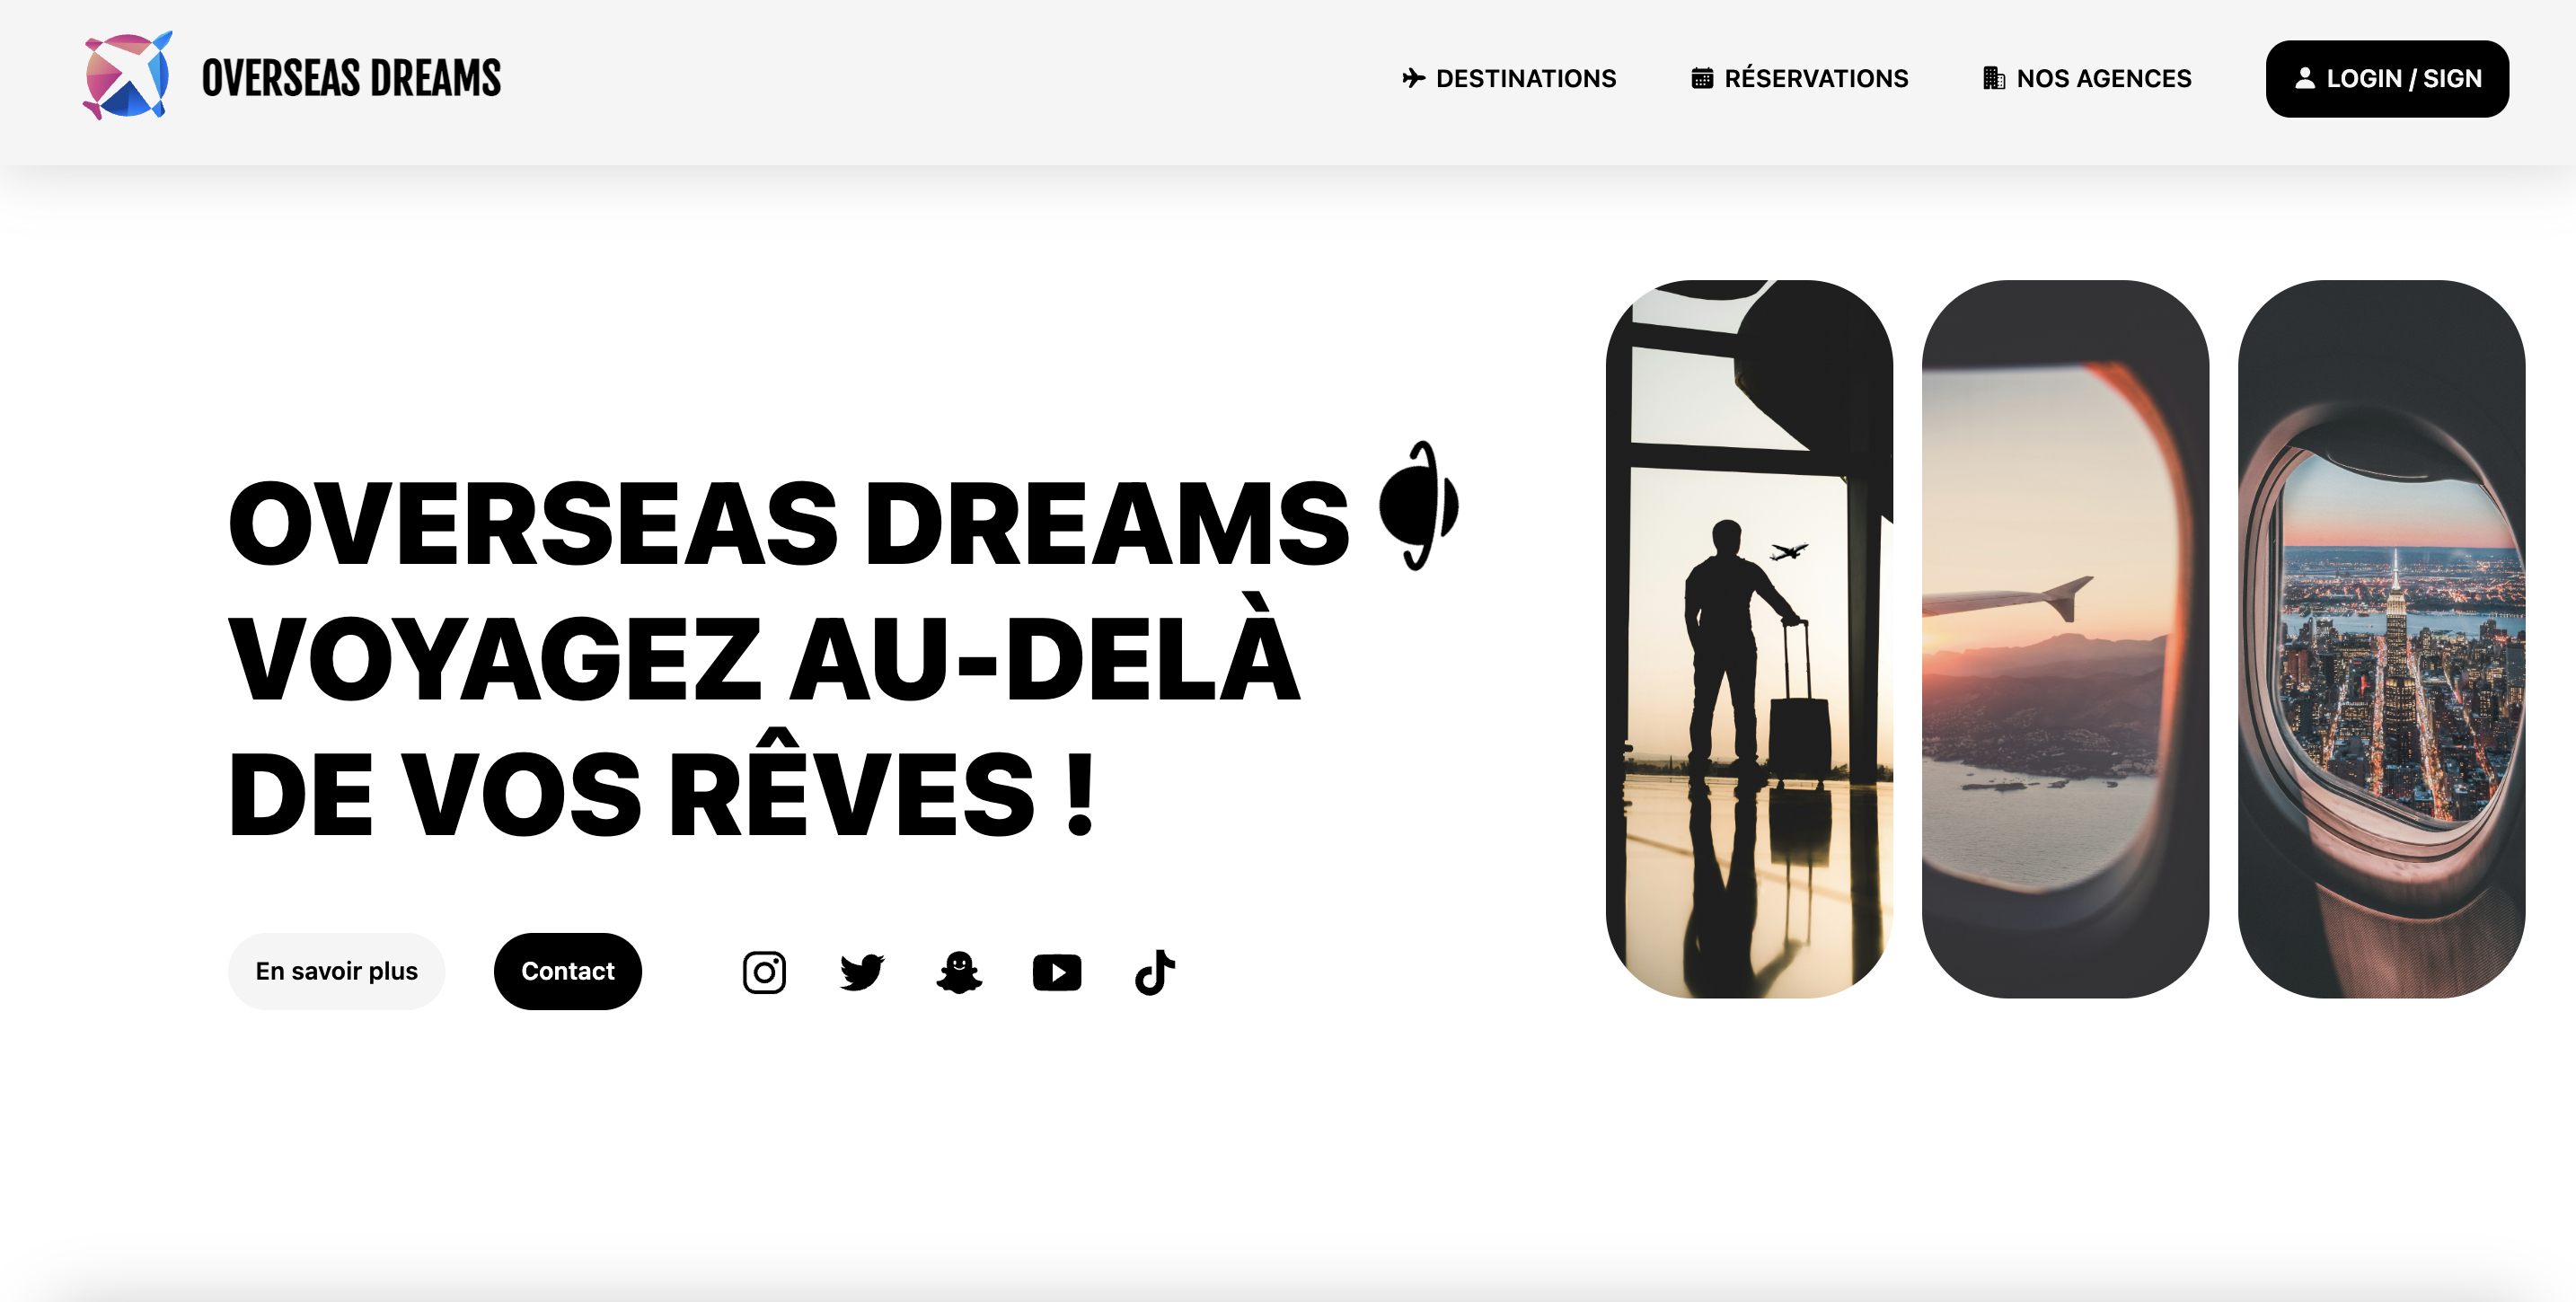 OVERSEAS DREAMS
DESTINATIONS
RÉSERVATIONS
NOS AGENCES
LOGIN / SIGN
OVERSEAS DREAMS
VOYAGEZ AU-DELÀ
DE VOS RÊVES !
En savoir plus
Contact